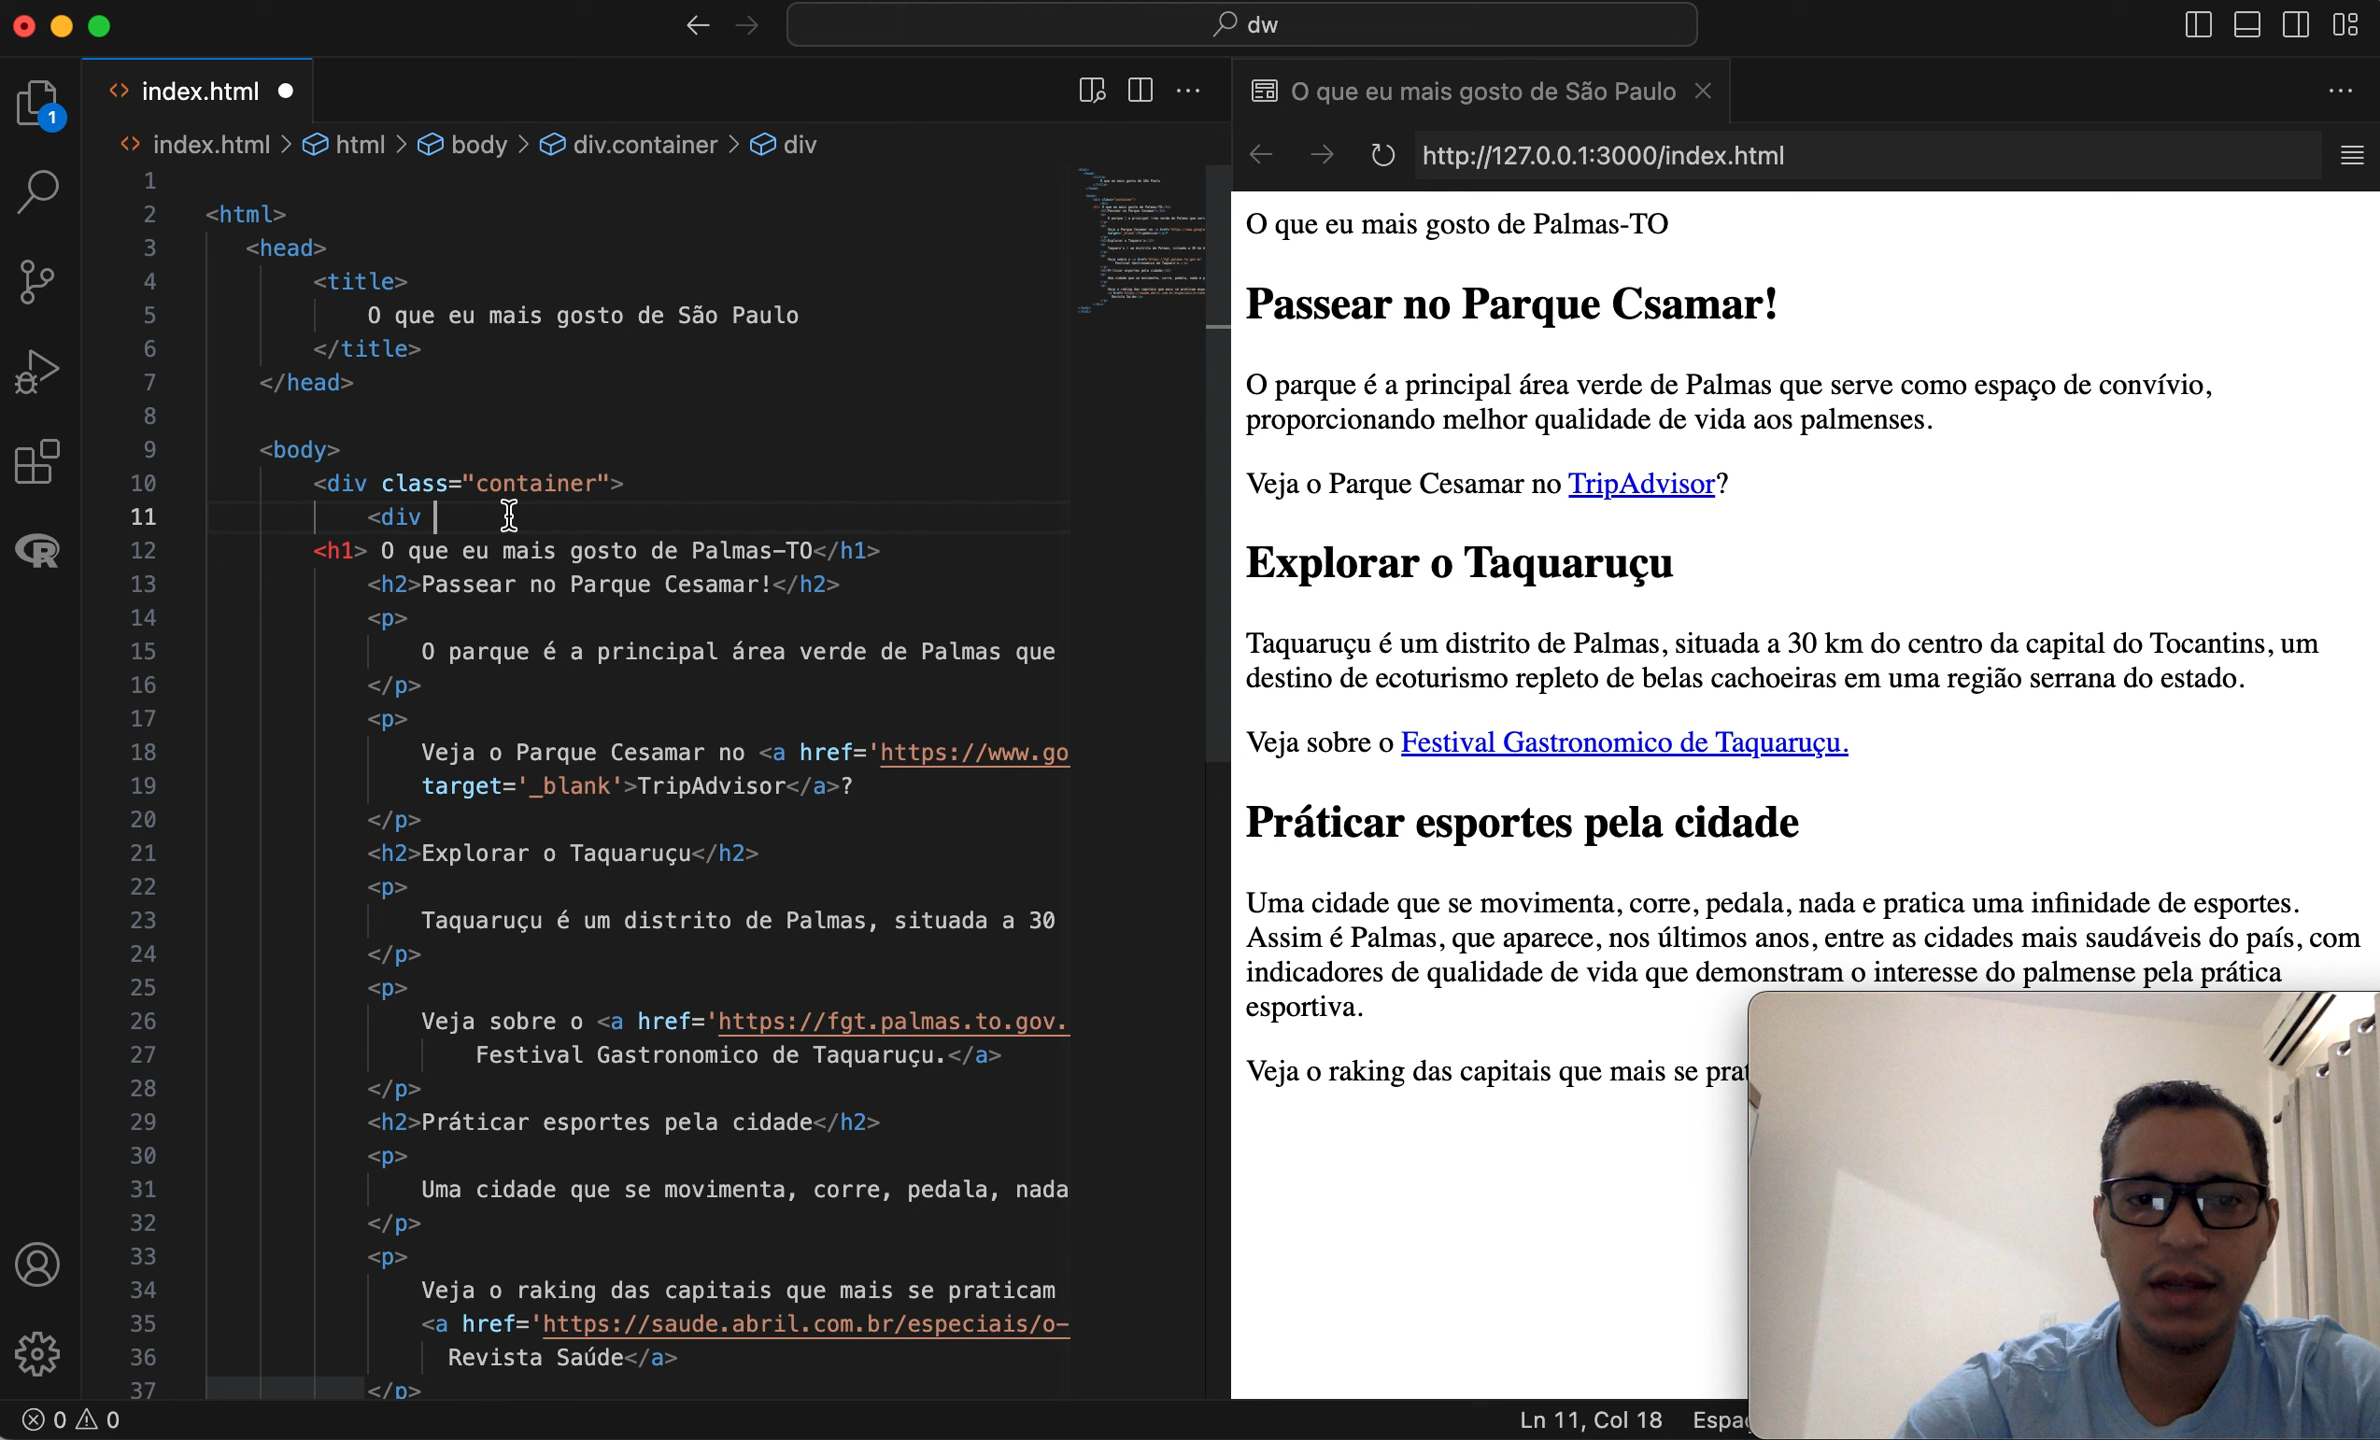 dw
index.html
O que eu mais gosto de São Paulo
1
index.html > html > body > div.container > div
http://127.0.0.1:3000/index.html
1
2 <html>
3 <head>
4 <title>
5 O que eu mais gosto de São Paulo
6 </title>
7 </head>
8
9 <body>
10 <div class="container">
11 <div
12 <h1> O que eu mais gosto de Palmas-TO</h1>
13 <h2>Passear no Parque Cesamar!</h2>
14 <p>
15 O parque é a principal área verde de Palmas que
16 </p>
17 <p>
18 Veja o Parque Cesamar no <a href='https://www.go
19 target='_blank'>TripAdvisor</a>?
20 </p>
21 <h2>Explorar o Taquaruçu</h2>
22 <p>
23 Taquaruçu é um distrito de Palmas, situada a 30
24 </p>
25 <p>
26 Veja sobre o <a href='https://fgt.palmas.to.gov.
27 Festival Gastronomico de Taquaruçu.</a>
28 </p>
29 <h2>Práticar esportes pela cidade</h2>
30 <p>
31 Uma cidade que se movimenta, corre, pedala, nada
32 </p>
33 <p>
34 Veja o raking das capitais que mais se praticam
35 <a href='https://saude.abril.com.br/especiais/o-
36 Revista Saúde</a>
37 </p>
O que eu mais gosto de Palmas-TO
Passear no Parque Csamar!
O parque é a principal área verde de Palmas que serve como espaço de convívio,
proporcionando melhor qualidade de vida aos palmenses.
Veja o Parque Cesamar no TripAdvisor?
Explorar o Taquaruçu
Taquaruçu é um distrito de Palmas, situada a 30 km do centro da capital do Tocantins, um
destino de ecoturismo repleto de belas cachoeiras em uma região serrana do estado.
Veja sobre o Festival Gastronomico de Taquaruçu.
Práticar esportes pela cidade
Uma cidade que se movimenta, corre, pedala, nada e pratica uma infinidade de esportes.
Assim é Palmas, que aparece, nos últimos anos, entre as cidades mais saudáveis do país, com
indicadores de qualidade de vida que demonstram o interesse do palmense pela prática
esportiva.
Veja o raking das capitais que mais se prat
0 0
Ln 11, Col 18 Espaç